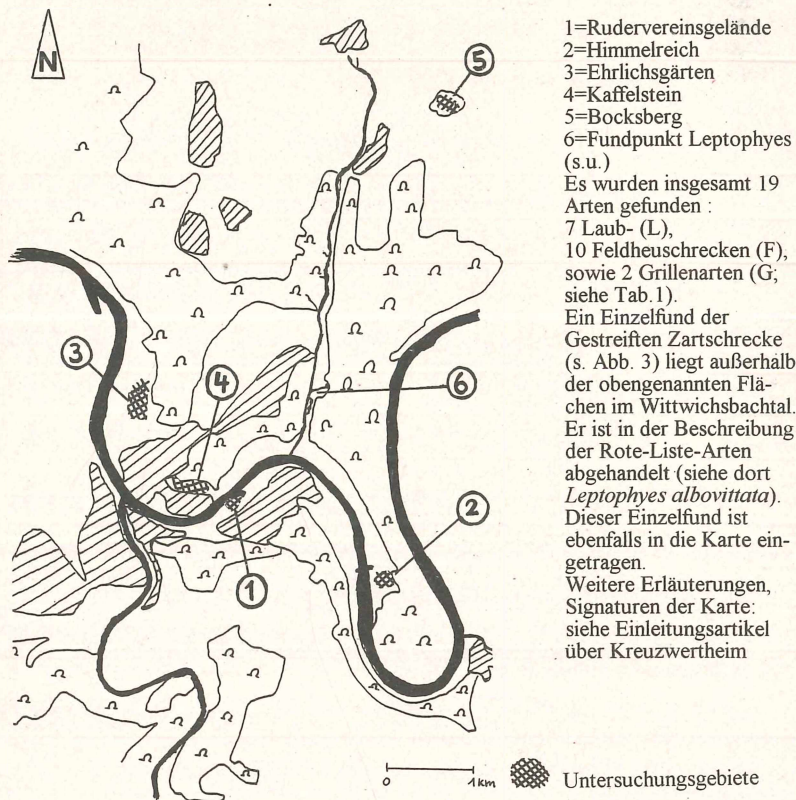 N
5
3
4
6
2
1
0 1km
1=Rudervereinsgelände
2=Himmelreich
3=Ehrlichsgärten
4=Kaffelstein
5=Bocksberg
6=Fundpunkt Leptophyes
(s.u.)
Es wurden insgesamt 19
Arten gefunden :
7 Laub- (L),
10 Feldheuschrecken (F),
sowie 2 Grillenarten (G;
siehe Tab.1).
Ein Einzelfund der
Gestreiften Zartschrecke
(s. Abb. 3) liegt außerhalb
der obengenannten Flä-
chen im Wittwichsbachtal.
Er ist in der Beschreibung
der Rote-Liste-Arten
abgehandelt (siehe dort
Leptophyes albovittata).
Dieser Einzelfund ist
ebenfalls in die Karte ein-
getragen.
Weitere Erläuterungen,
Signaturen der Karte:
siehe Einleitungsartikel
über Kreuzwertheim
Untersuchungsgebiete